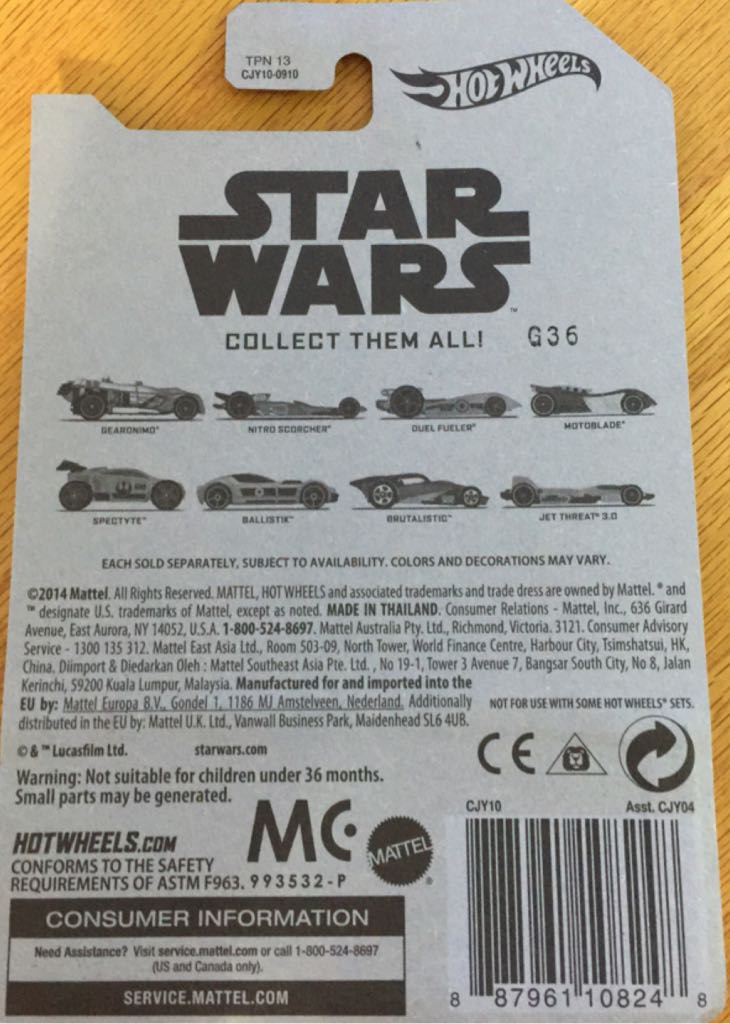 TPN 13
CJY10-0910
HOT WHEELS
STAR
WARS™
COLLECT THEM ALL! G36
GEARONIMO® NITRO SCORCHER® DUEL FUELER™ MOTOBLADE®
SPECTYTE™ BALLISTIK™ BRUTALISTIC™ JET THREAT® 3.0
EACH SOLD SEPARATELY, SUBJECT TO AVAILABILITY. COLORS AND DECORATIONS MAY VARY.
©2014 Mattel. All Rights Reserved. MATTEL, HOT WHEELS and associated trademarks and trade dress are owned by Mattel. ® and
™ designate U.S. trademarks of Mattel, except as noted. MADE IN THAILAND. Consumer Relations - Mattel, Inc., 636 Girard
Avenue, East Aurora, NY 14052, U.S.A. 1-800-524-8697. Mattel Australia Pty. Ltd., Richmond, Victoria. 3121. Consumer Advisory
Service - 1300 135 312. Mattel East Asia Ltd., Room 503-09, North Tower, World Finance Centre, Harbour City, Tsimshatsui, HK,
China. Diimport & Diedarkan Oleh : Mattel Southeast Asia Pte. Ltd. , No 19-1, Tower 3 Avenue 7, Bangsar South City, No 8, Jalan
Kerinchi, 59200 Kuala Lumpur, Malaysia. Manufactured for and imported into the
EU by: Mattel Europa B.V., Gondel 1, 1186 MJ Amstelveen, Nederland. Additionally
distributed in the EU by: Mattel U.K. Ltd., Vanwall Business Park, Maidenhead SL6 4UB.
NOT FOR USE WITH SOME HOT WHEELS® SETS.
© & ™ Lucasfilm Ltd. starwars.com
CE
Warning: Not suitable for children under 36 months.
Small parts may be generated.
MC
MATTEL®
HOTWHEELS.COM
CONFORMS TO THE SAFETY
REQUIREMENTS OF ASTM F963. 993532-P
CJY10 Asst. CJY04
CONSUMER INFORMATION
Need Assistance? Visit service.mattel.com or call 1-800-524-8697
(US and Canada only).
SERVICE.MATTEL.COM
8 87961 10824 8